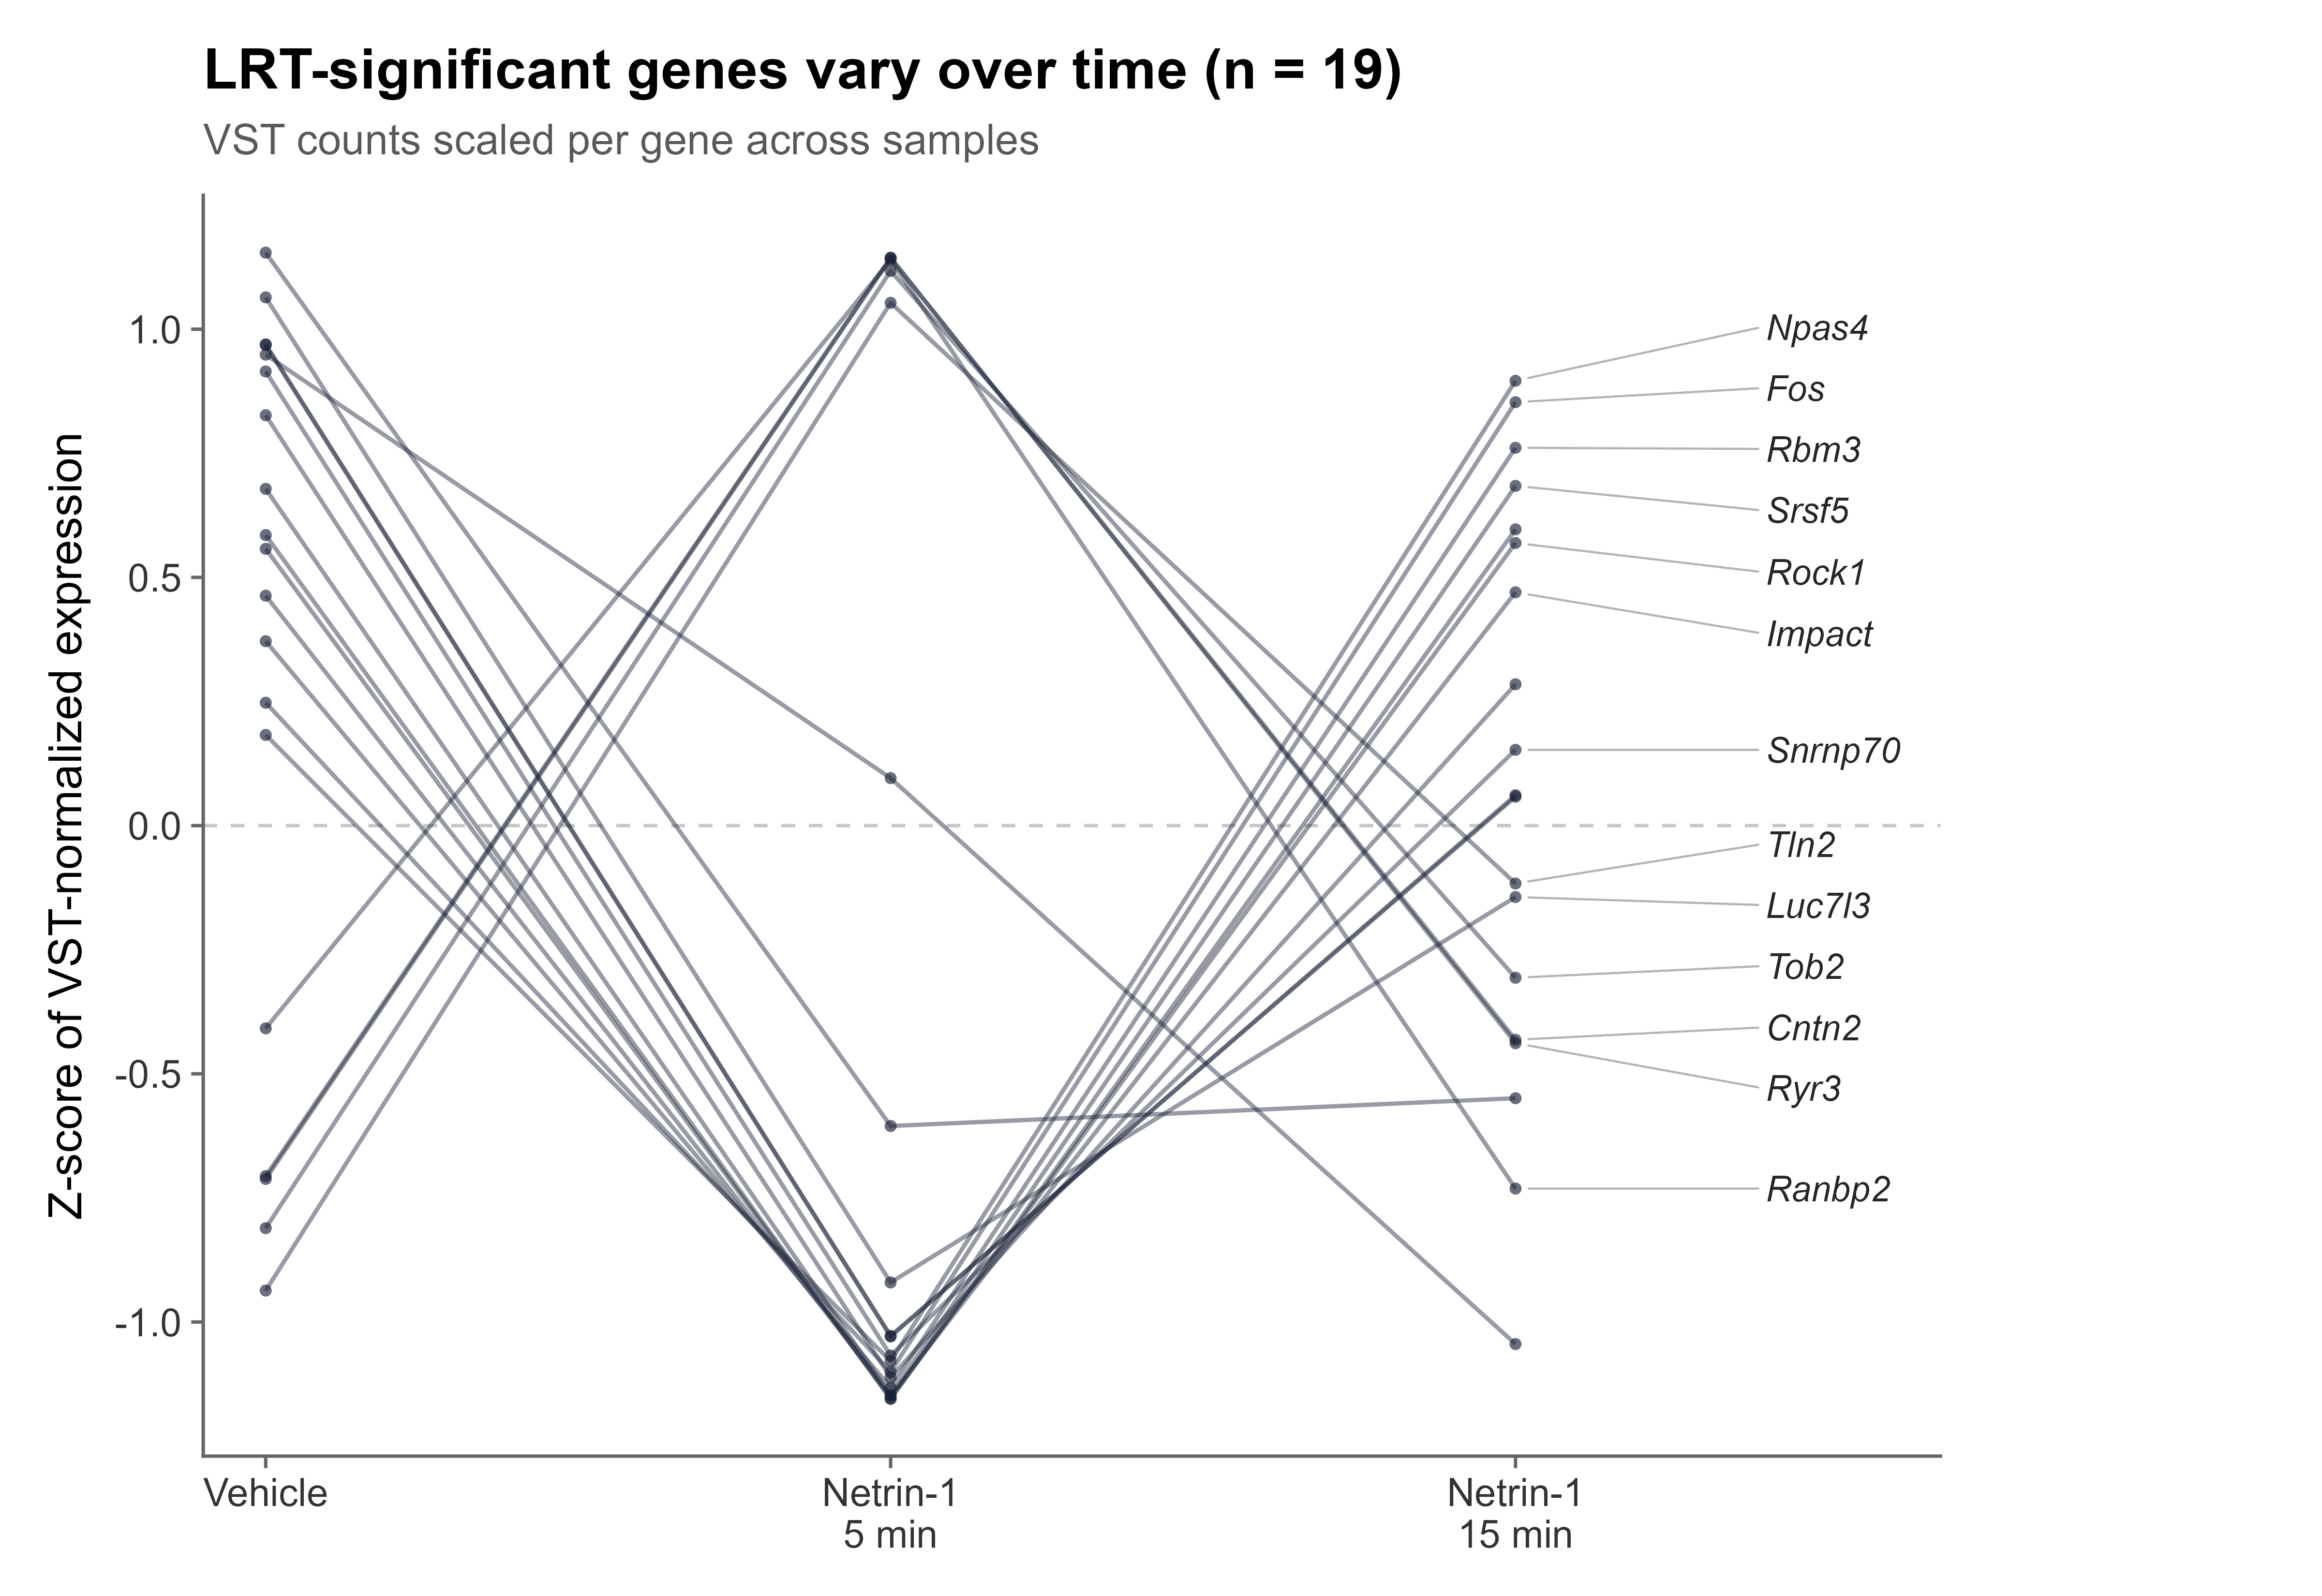 LRT-significant genes vary over time (n = 19)
VST counts scaled per gene across samples
Z-score of VST-normalized expression
1.0
0.5
0.0
-0.5
-1.0
Npas4
Fos
Rbm3
Srsf5
Rock1
Impact
Snrnp70
Tln2
Luc7l3
Tob2
Cntn2
Ryr3
Ranbp2
Vehicle
Netrin-1
5 min
Netrin-1
15 min